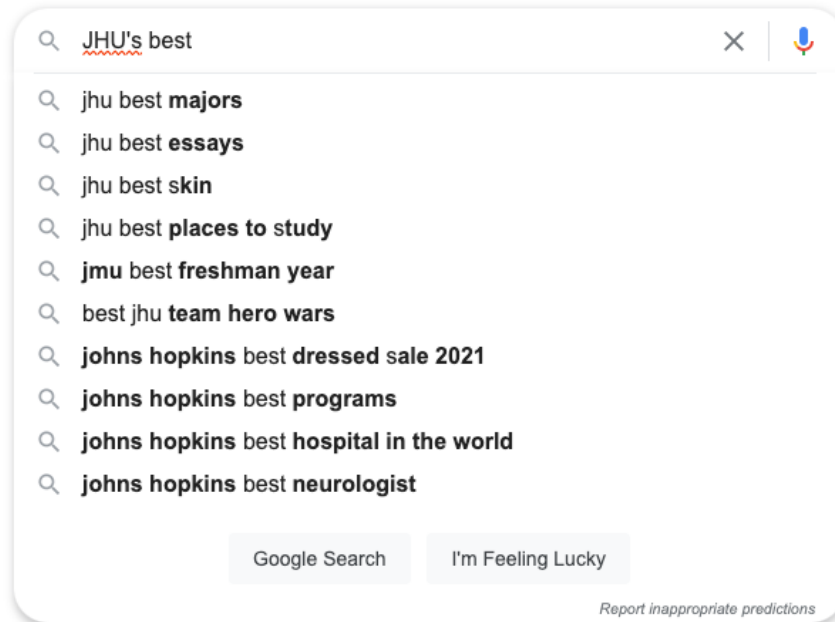 JHU's best
jhu best majors
jhu best essays
jhu best skin
jhu best places to study
jmu best freshman year
best jhu team hero wars
johns hopkins best dressed sale 2021
johns hopkins best programs
johns hopkins best hospital in the world
johns hopkins best neurologist
Google Search I'm Feeling Lucky
Report inappropriate predictions